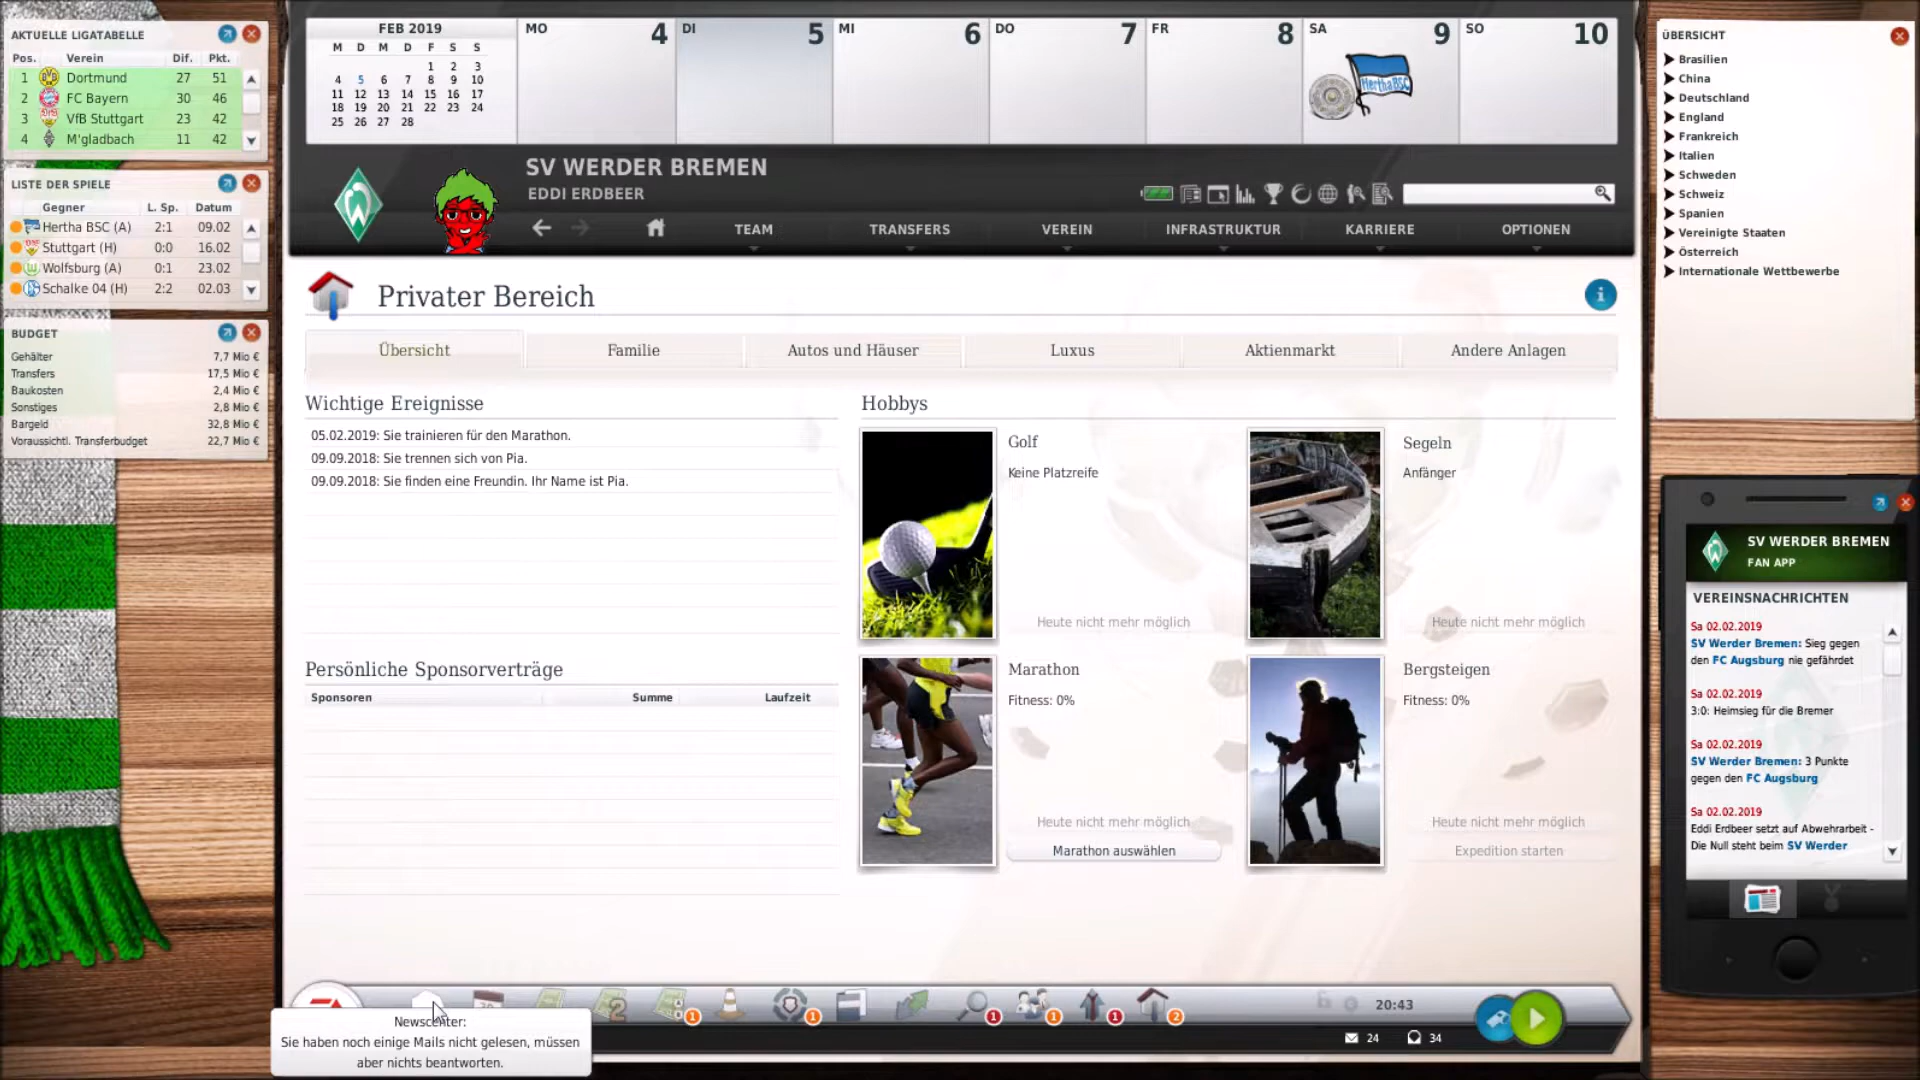 AKTUELLE LIGATABELLE
Pos. Verein Dif. Pkt.
1 Dortmund 27 51
2 FC Bayern 30 46
3 VfB Stuttgart 23 42
4 M'gladbach 11 42
LISTE DER SPIELE
Gegner L. Sp. Datum
Hertha BSC (A) 2:1 09.02
Stuttgart (H) 0:0 16.02
Wolfsburg (A) 0:1 23.02
Schalke 04 (H) 2:2 02.03
BUDGET
Gehälter 7,7 Mio €
Transfers 17,5 Mio €
Baukosten 2,4 Mio €
Sonstiges 2,8 Mio €
Bargeld 32,8 Mio €
Voraussichtl. Transferbudget 22,7 Mio €
FEB 2019
M D M D F S S
1 2 3
4 5 6 7 8 9 10
11 12 13 14 15 16 17
18 19 20 21 22 23 24
25 26 27 28
MO 4 DI 5 MI 6 DO 7 FR 8 SA 9 SO 10
Hertha BSC
SV WERDER BREMEN
EDDI ERDBEER
TEAM TRANSFERS VEREIN INFRASTRUKTUR KARRIERE OPTIONEN
Privater Bereich
Übersicht Familie Autos und Häuser Luxus Aktienmarkt Andere Anlagen
Wichtige Ereignisse
05.02.2019: Sie trainieren für den Marathon.
09.09.2018: Sie trennen sich von Pia.
09.09.2018: Sie finden eine Freundin. Ihr Name ist Pia.
Persönliche Sponsorverträge
Sponsoren Summe Laufzeit
Hobbys
Golf
Keine Platzreife
Heute nicht mehr möglich
Segeln
Anfänger
Heute nicht mehr möglich
Marathon
Fitness: 0%
Heute nicht mehr möglich
Marathon auswählen
Bergsteigen
Fitness: 0%
Heute nicht mehr möglich
Expedition starten
ÜBERSICHT
Brasilien
China
Deutschland
England
Frankreich
Italien
Schweden
Schweiz
Spanien
Vereinigte Staaten
Österreich
Internationale Wettbewerbe
SV WERDER BREMEN
FAN APP
VEREINSNACHRICHTEN
Sa 02.02.2019
SV Werder Bremen: Sieg gegen
den FC Augsburg nie gefährdet
Sa 02.02.2019
3:0: Heimsieg für die Bremer
Sa 02.02.2019
SV Werder Bremen: 3 Punkte
gegen den FC Augsburg
Sa 02.02.2019
Eddi Erdbeer setzt auf Abwehrarbeit -
Die Null steht beim SV Werder
2 1 1 1 1 1 2
20:43
24 34
Newscenter:
Sie haben noch einige Mails nicht gelesen, müssen
aber nichts beantworten.